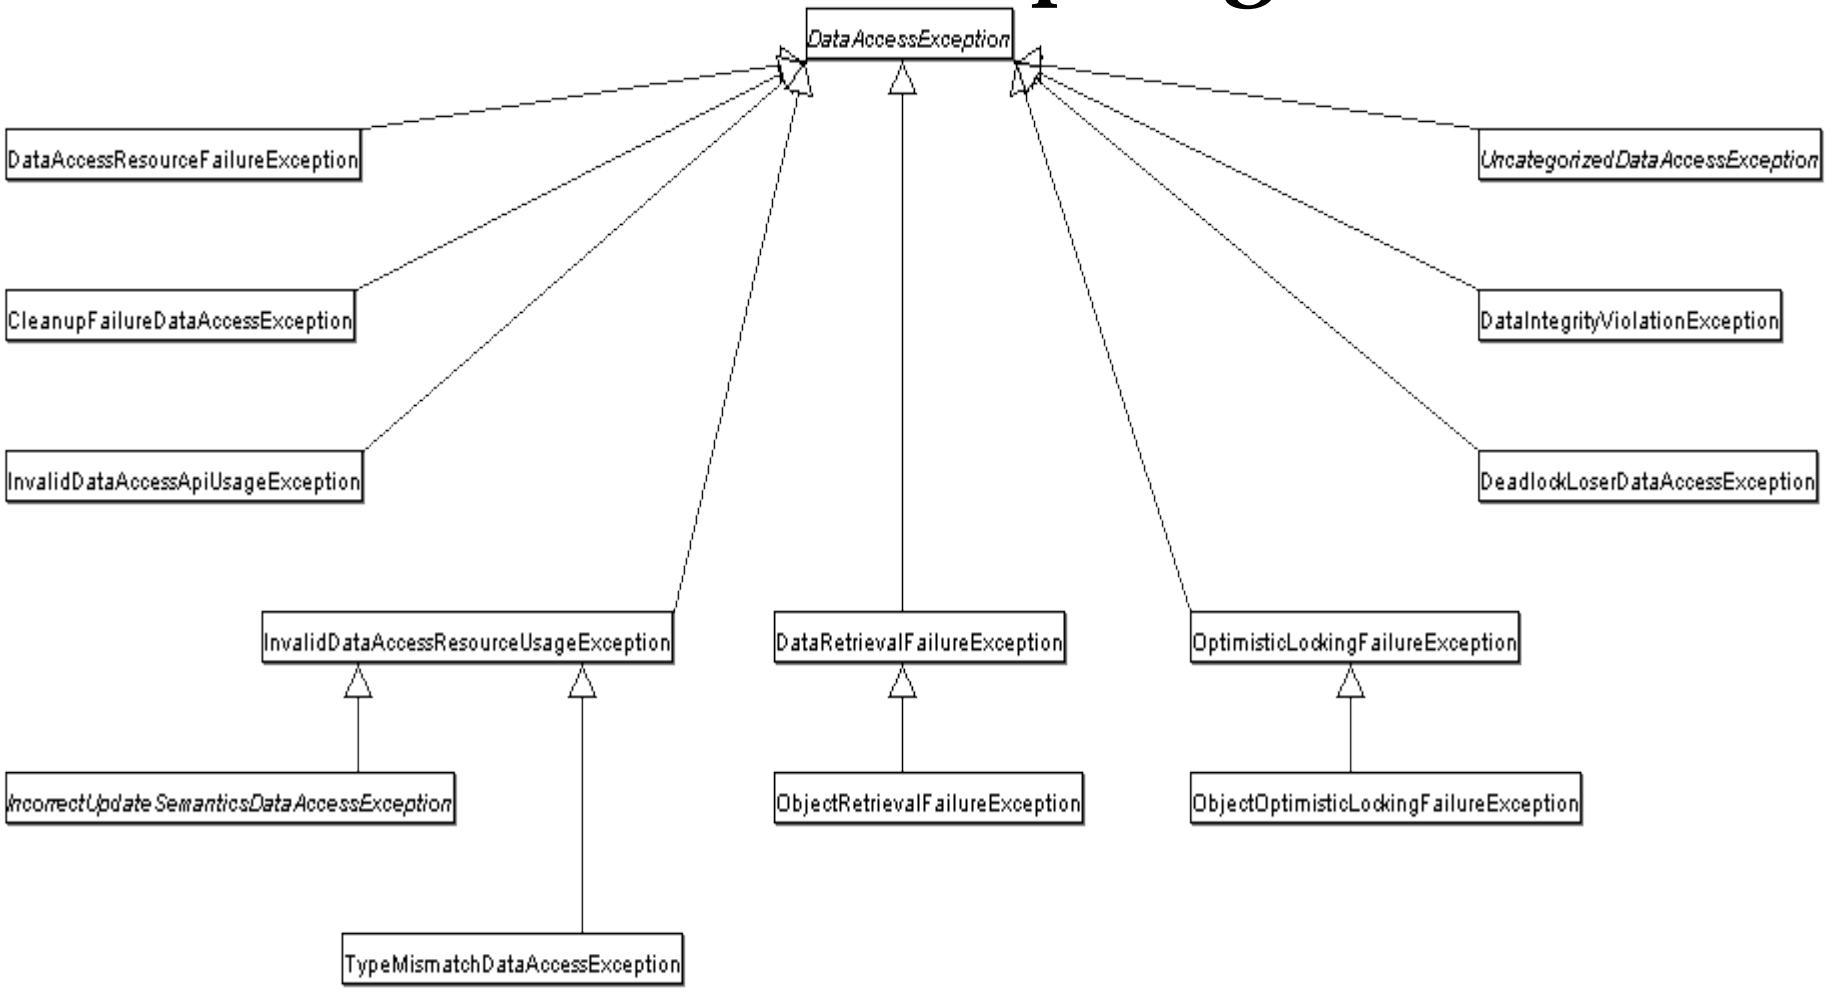 DataAccessException
DataAccessResourceFailureException
UncategorizedDataAccessException
CleanupFailureDataAccessException
DataIntegrityViolationException
InvalidDataAccessApiUsageException
DeadlockLoserDataAccessException
InvalidDataAccessResourceUsageException
DataRetrievalFailureException
OptimisticLockingFailureException
IncorrectUpdateSemanticsDataAccessException
ObjectRetrievalFailureException
ObjectOptimisticLockingFailureException
TypeMismatchDataAccessException